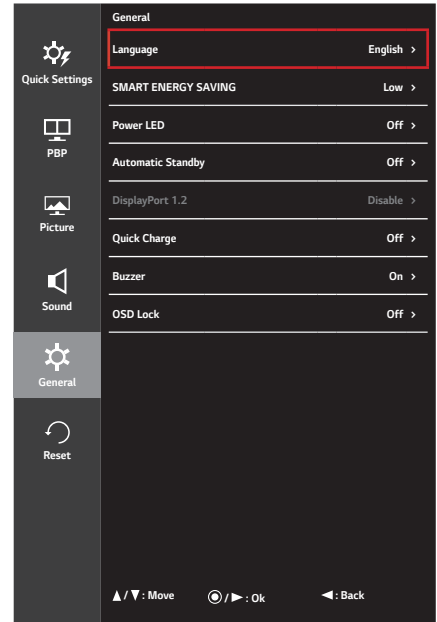 General
Language English >
SMART ENERGY SAVING Low >
Power LED Off >
Automatic Standby Off >
DisplayPort 1.2 Disable >
Quick Charge Off >
Buzzer On >
OSD Lock Off >
Quick Settings
PBP
Picture
Sound
General
Reset
▲/▼: Move ◉/►: Ok ◄: Back